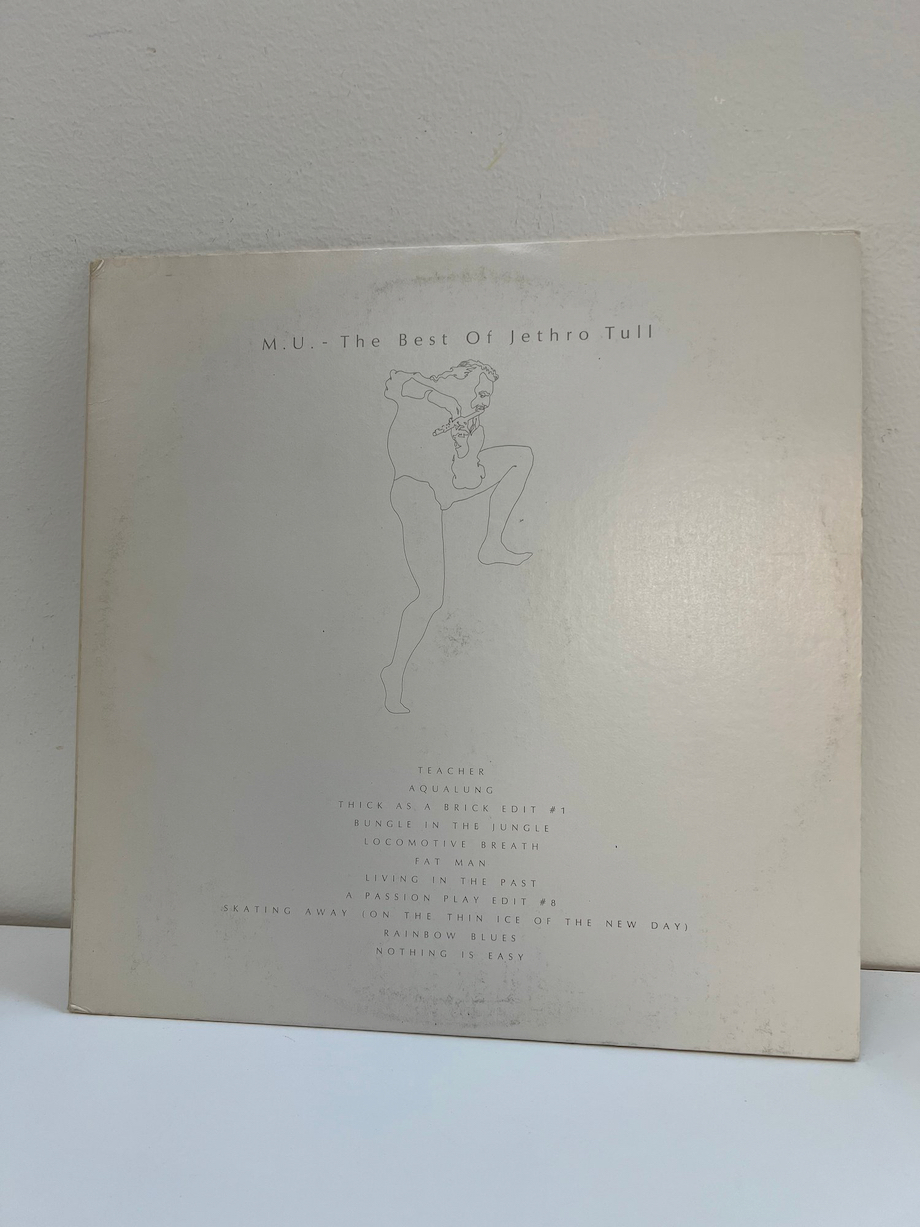 M.U. - The Best Of Jethro Tull
TEACHER
AQUALUNG
THICK AS A BRICK EDIT #1
BUNGLE IN THE JUNGLE
LOCOMOTIVE BREATH
FAT MAN
LIVING IN THE PAST
A PASSION PLAY EDIT #8
SKATING AWAY (ON THE THIN ICE OF THE NEW DAY)
RAINBOW BLUES
NOTHING IS EASY